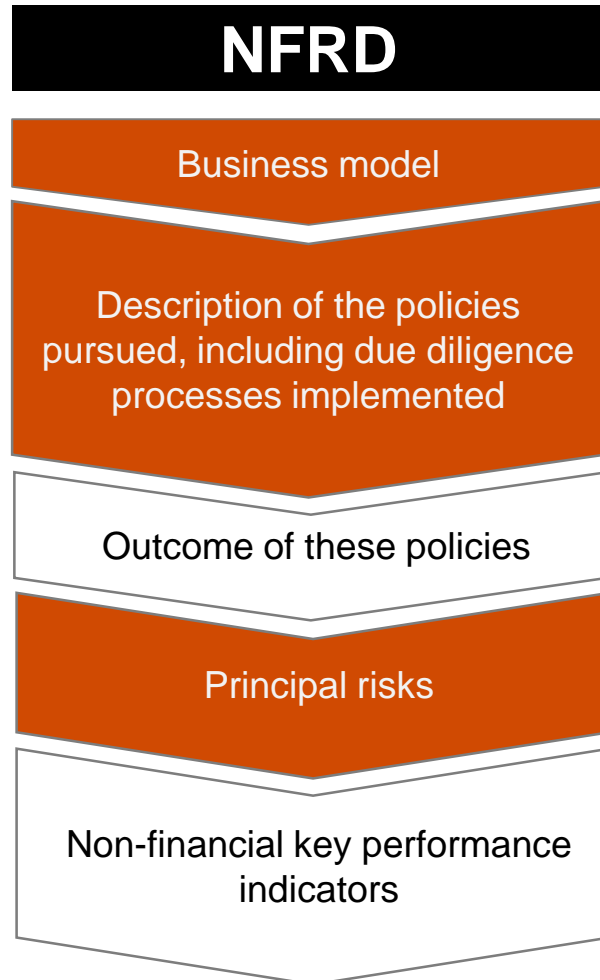 NFRD
Business model
Description of the policies
pursued, including due diligence
processes implemented
Outcome of these policies
Principal risks
Non-financial key performance
indicators